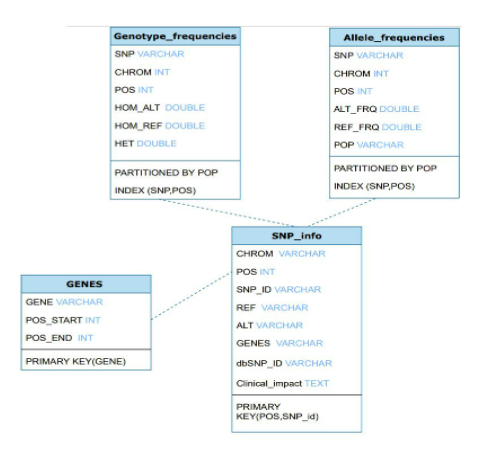 Genotype_frequencies
SNP VARCHAR
CHROM INT
POS INT
HOM_ALT DOUBLE
HOM_REF DOUBLE
HET DOUBLE
PARTITIONED BY POP
INDEX (SNP,POS)
Allele_frequencies
SNP VARCHAR
CHROM INT
POS INT
ALT_FRQ DOUBLE
REF_FRQ DOUBLE
POP VARCHAR
PARTITIONED BY POP
INDEX (SNP,POS)
SNP_info
CHROM VARCHAR
POS INT
SNP_ID VARCHAR
REF VARCHAR
ALT VARCHAR
GENES VARCHAR
dbSNP_ID VARCHAR
Clinical_impact TEXT
PRIMARY
KEY(POS,SNP_id)
GENES
GENE VARCHAR
POS_START INT
POS_END INT
PRIMARY KEY(GENE)